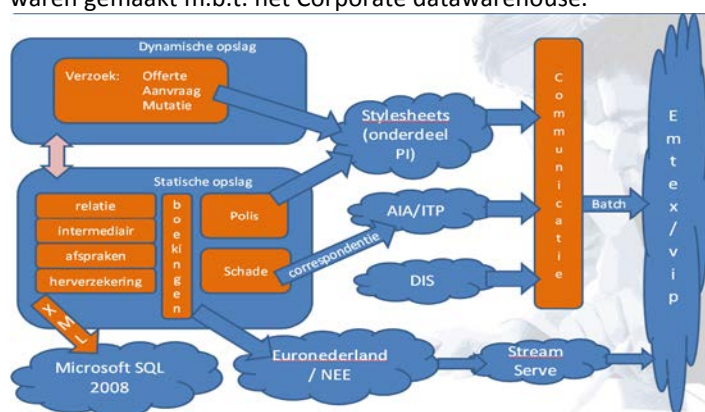 waren gemaakt m.b.t. het Corporate datawarehouse.
Dynamische opslag
Verzoek: Offerte
Aanvraag
Mutatie
Statische opslag
relatie
intermediair
afspraken
herverzekering
boekingen
Polis
Schade
XML
Microsoft SQL
2008
correspondentie
Stylesheets
(onderdeel
PI)
AIA/ITP
DIS
Euronederland
/ NEE
Stream
Serve
Communicatie
Batch
Emtex/vip